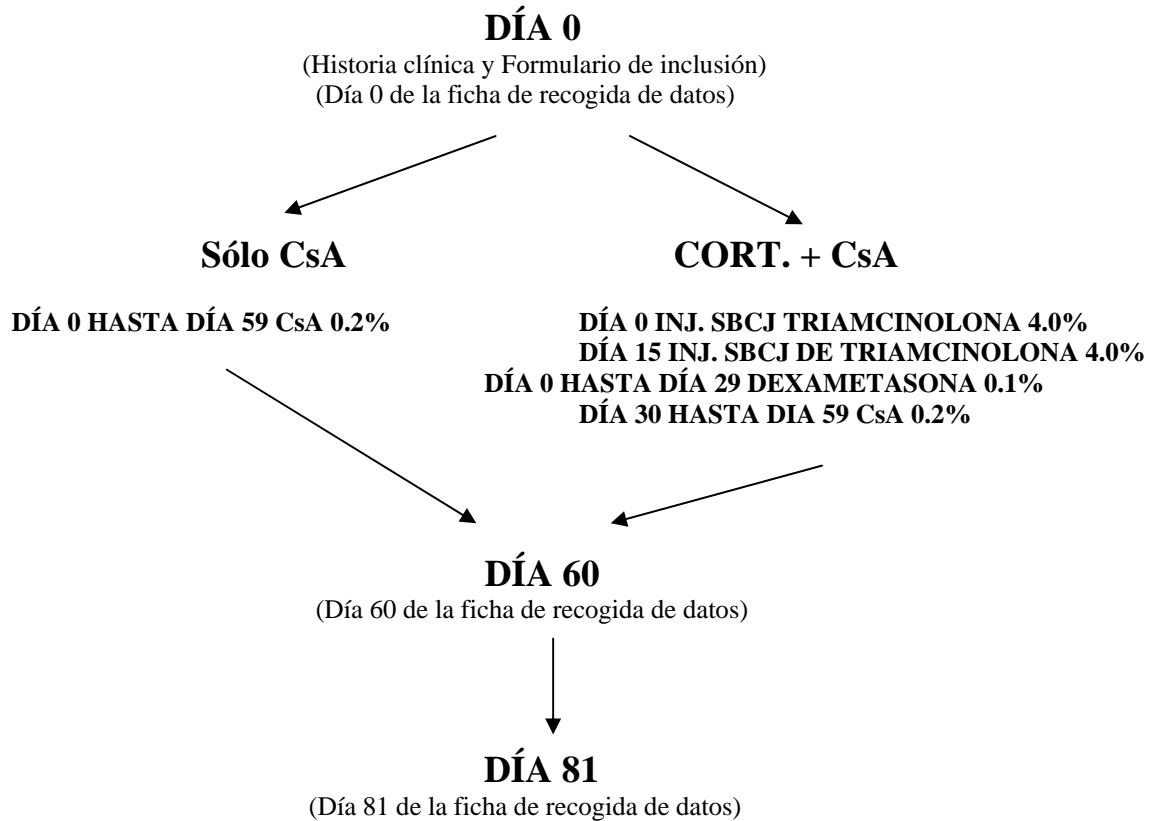 DÍA 0
(Historia clínica y Formulario de inclusión)
(Día 0 de la ficha de recogida de datos)
Sólo CsA
DÍA 0 HASTA DÍA 59 CsA 0.2%
CORT. + CsA
DÍA 0 INJ. SBCJ TRIAMCINOLONA 4.0%
DÍA 15 INJ. SBCJ DE TRIAMCINOLONA 4.0%
DÍA 0 HASTA DÍA 29 DEXAMETASONA 0.1%
DÍA 30 HASTA DIA 59 CsA 0.2%
DÍA 60
(Día 60 de la ficha de recogida de datos)
DÍA 81
(Día 81 de la ficha de recogida de datos)